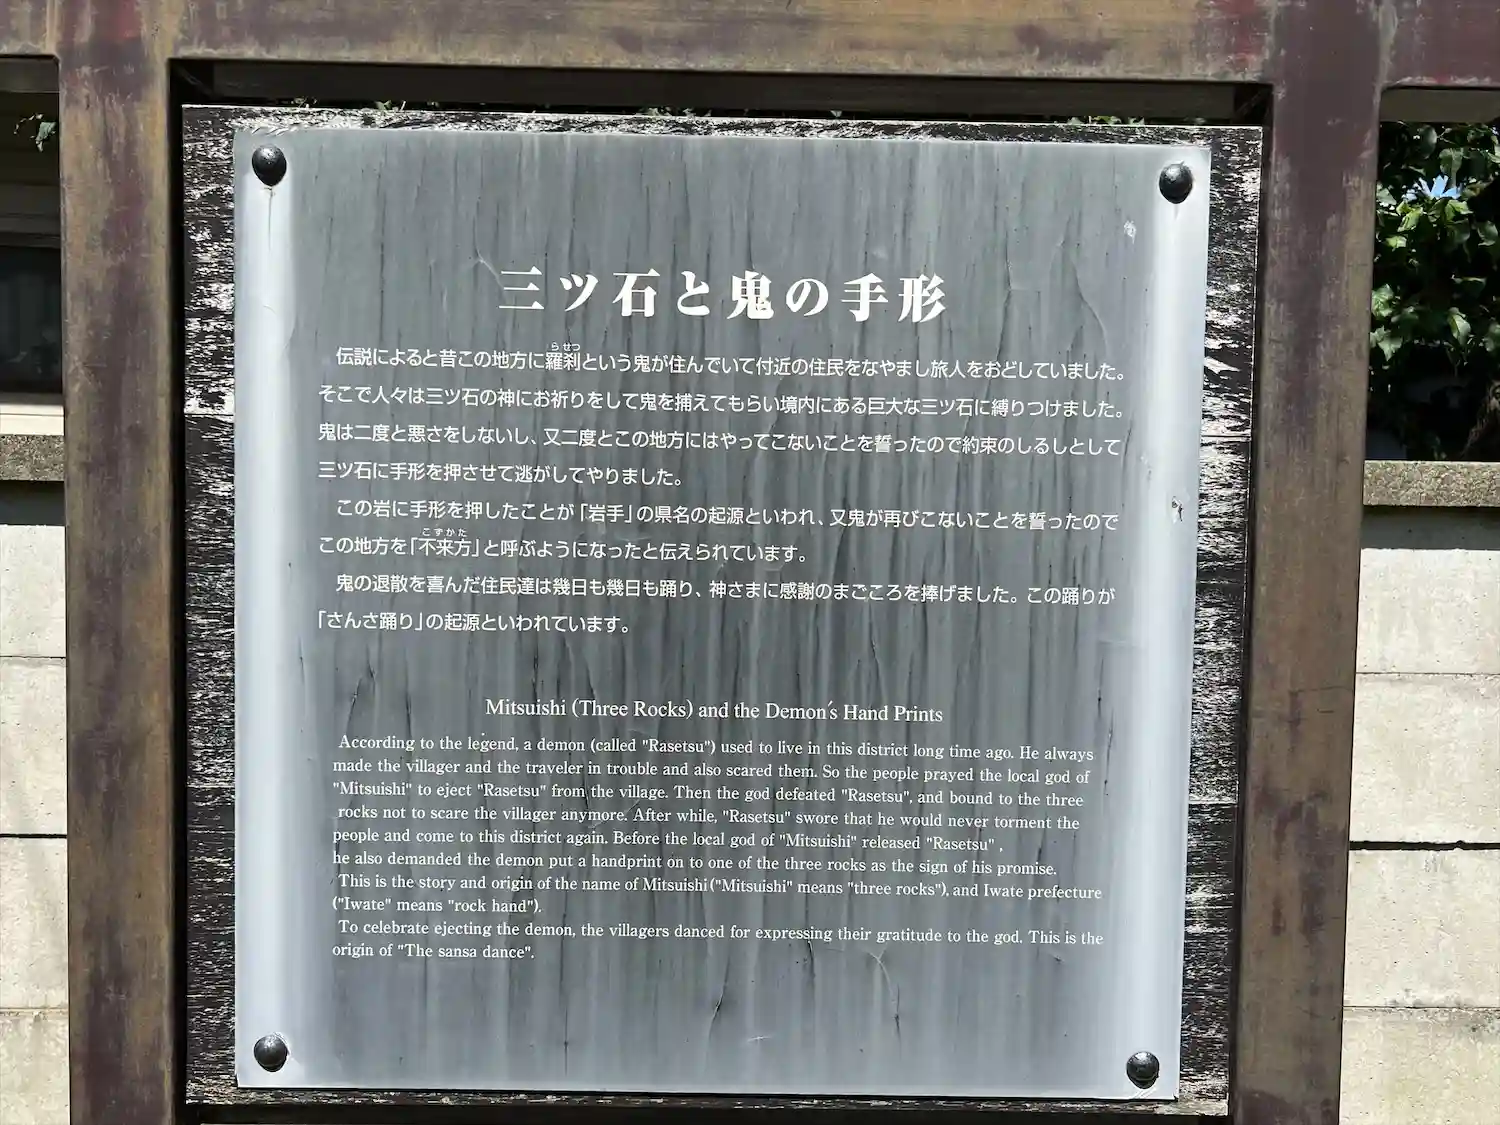 三ツ石と鬼の手形
伝説によると昔この地方に羅刹という鬼が住んでいて付近の住民をなやまし旅人をおどしていました。
らせつ
そこで人々は三ツ石の神にお祈りをして鬼を捕えてもらい境内にある巨大な三ツ石に縛りつけました。
鬼は二度と悪さをしないし、又二度とこの地方にはやってこないことを誓ったので約束のしるしとして
三ツ石に手形を押させて逃がしてやりました。
この岩に手形を押したことが「岩手」の県名の起源といわれ、又鬼が再びこないことを誓ったので
この地方を「不来方」と呼ぶようになったと伝えられています。
こずかた
鬼の退散を喜んだ住民達は幾日も幾日も踊り、神さまに感謝のまごころを捧げました。この踊りが
「さんさ踊り」の起源といわれています。
Mitsuishi (Three Rocks) and the Demon's Hand Prints
According to the legend, a demon (called "Rasetsu") used to live in this district long time ago. He always
made the villager and the traveler in trouble and also scared them. So the people prayed the local god of
"Mitsuishi" to eject "Rasetsu" from the village. Then the god defeated "Rasetsu", and bound to the three
rocks not to scare the villager anymore. After while, "Rasetsu" swore that he would never torment the
people and come to this district again. Before the local god of "Mitsuishi" released "Rasetsu" ,
he also demanded the demon put a handprint on to one of the three rocks as the sign of his promise.
This is the story and origin of the name of Mitsuishi ("Mitsuishi" means "three rocks"), and Iwate prefecture
("Iwate" means "rock hand").
To celebrate ejecting the demon, the villagers danced for expressing their gratitude to the god. This is the
origin of "The sansa dance".